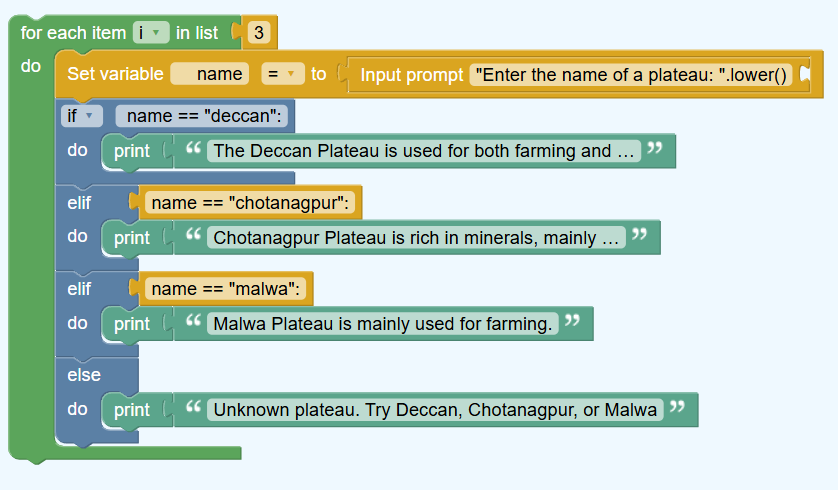 for each item i in list 3
do Set variable name = to Input prompt "Enter the name of a plateau: ".lower()
if name == "deccan":
do print “ The Deccan Plateau is used for both farming and ... ”
elif name == "chotanagpur":
do print “ Chotanagpur Plateau is rich in minerals, mainly ... ”
elif name == "malwa":
do print “ Malwa Plateau is mainly used for farming. ”
else
do print “ Unknown plateau. Try Deccan, Chotanagpur, or Malwa ”